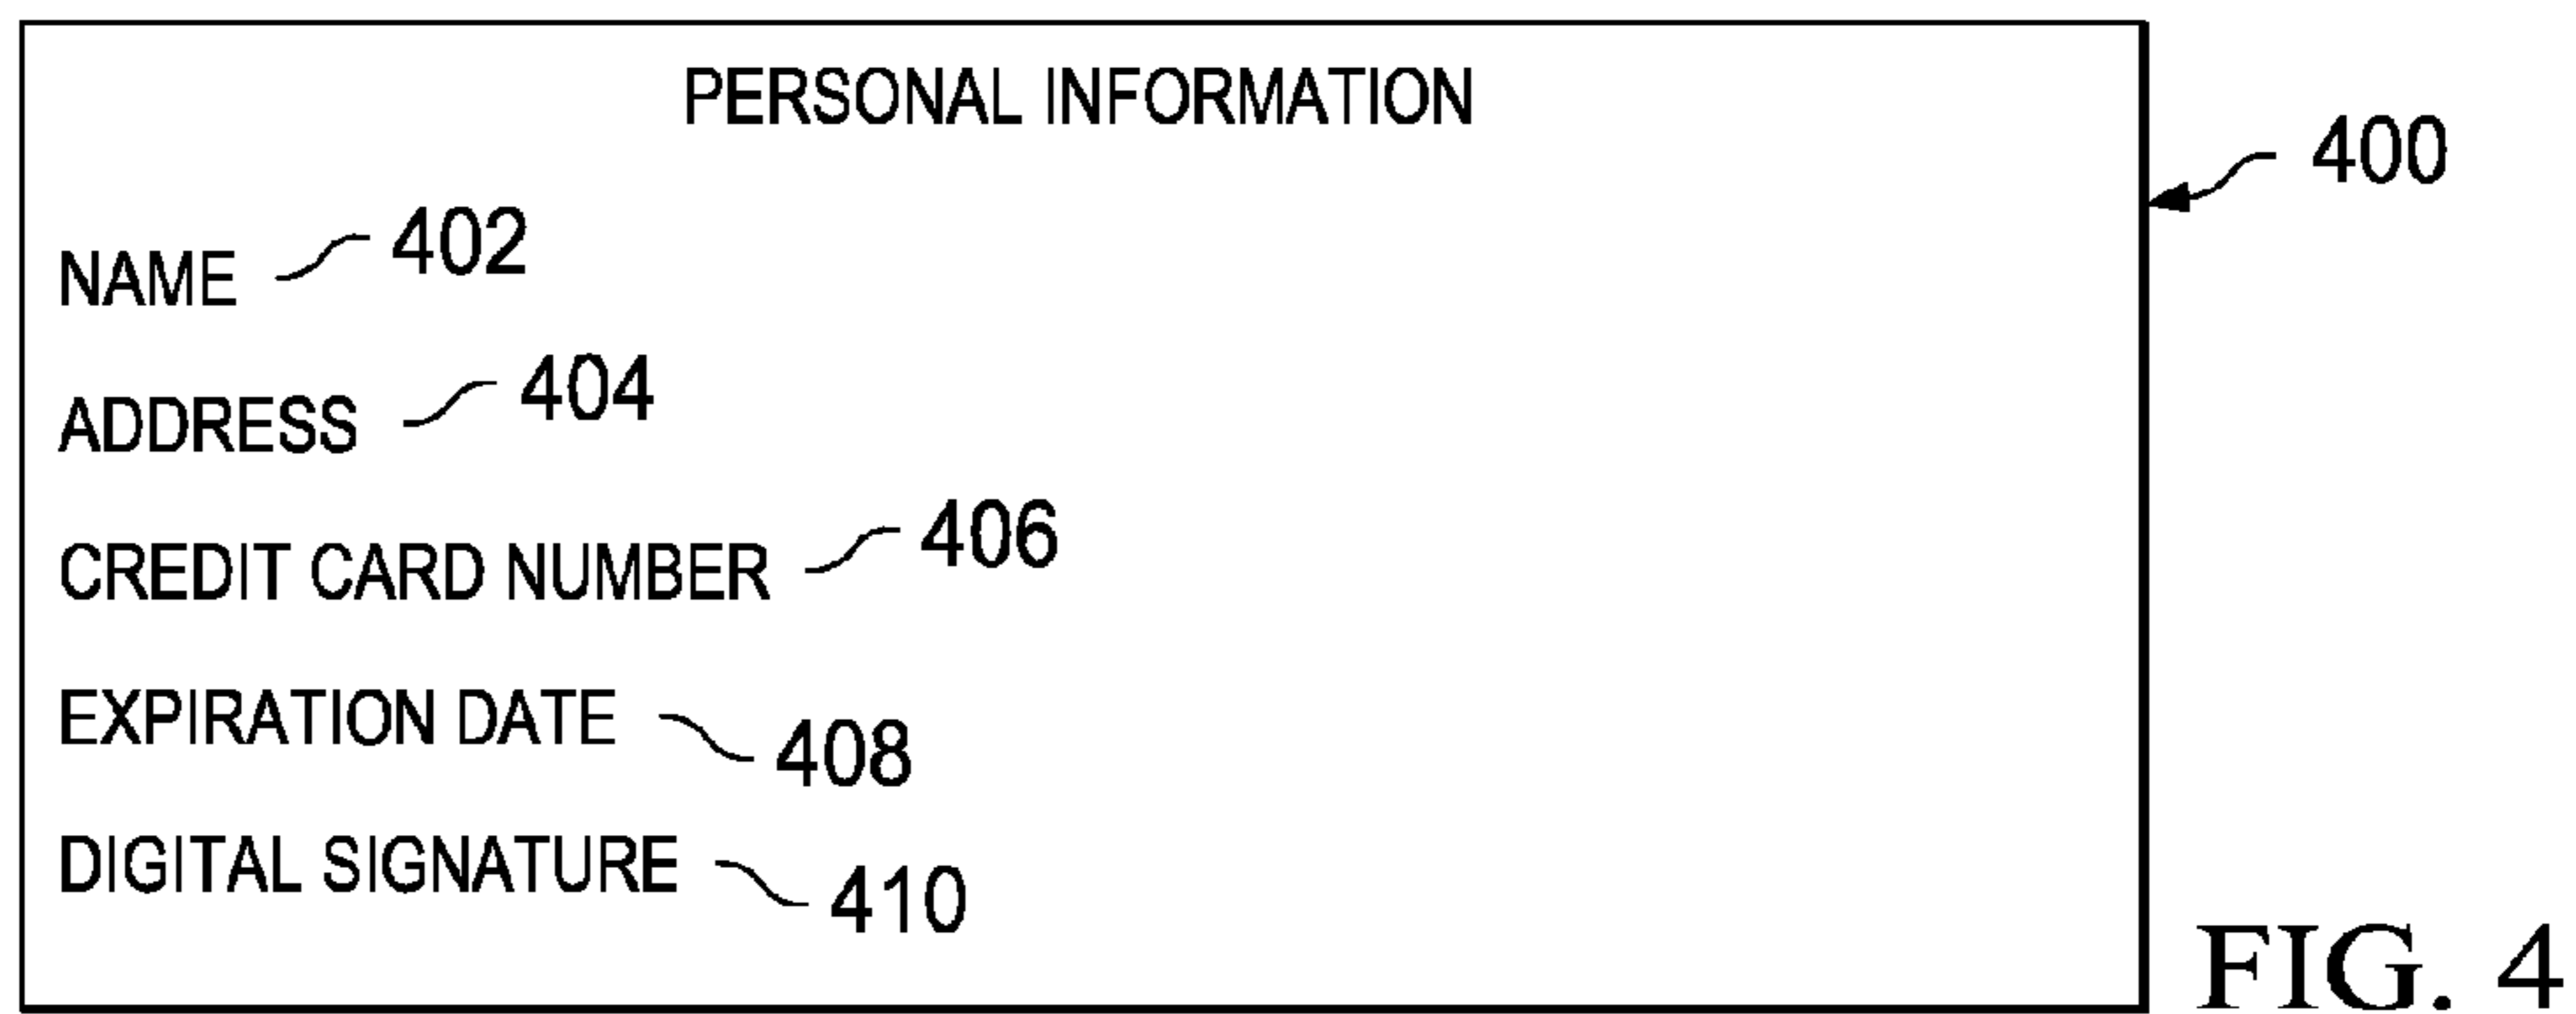 PERSONAL INFORMATION
400
NAME 402
ADDRESS 404
CREDIT CARD NUMBER 406
EXPIRATION DATE 408
DIGITAL SIGNATURE 410
FIG. 4